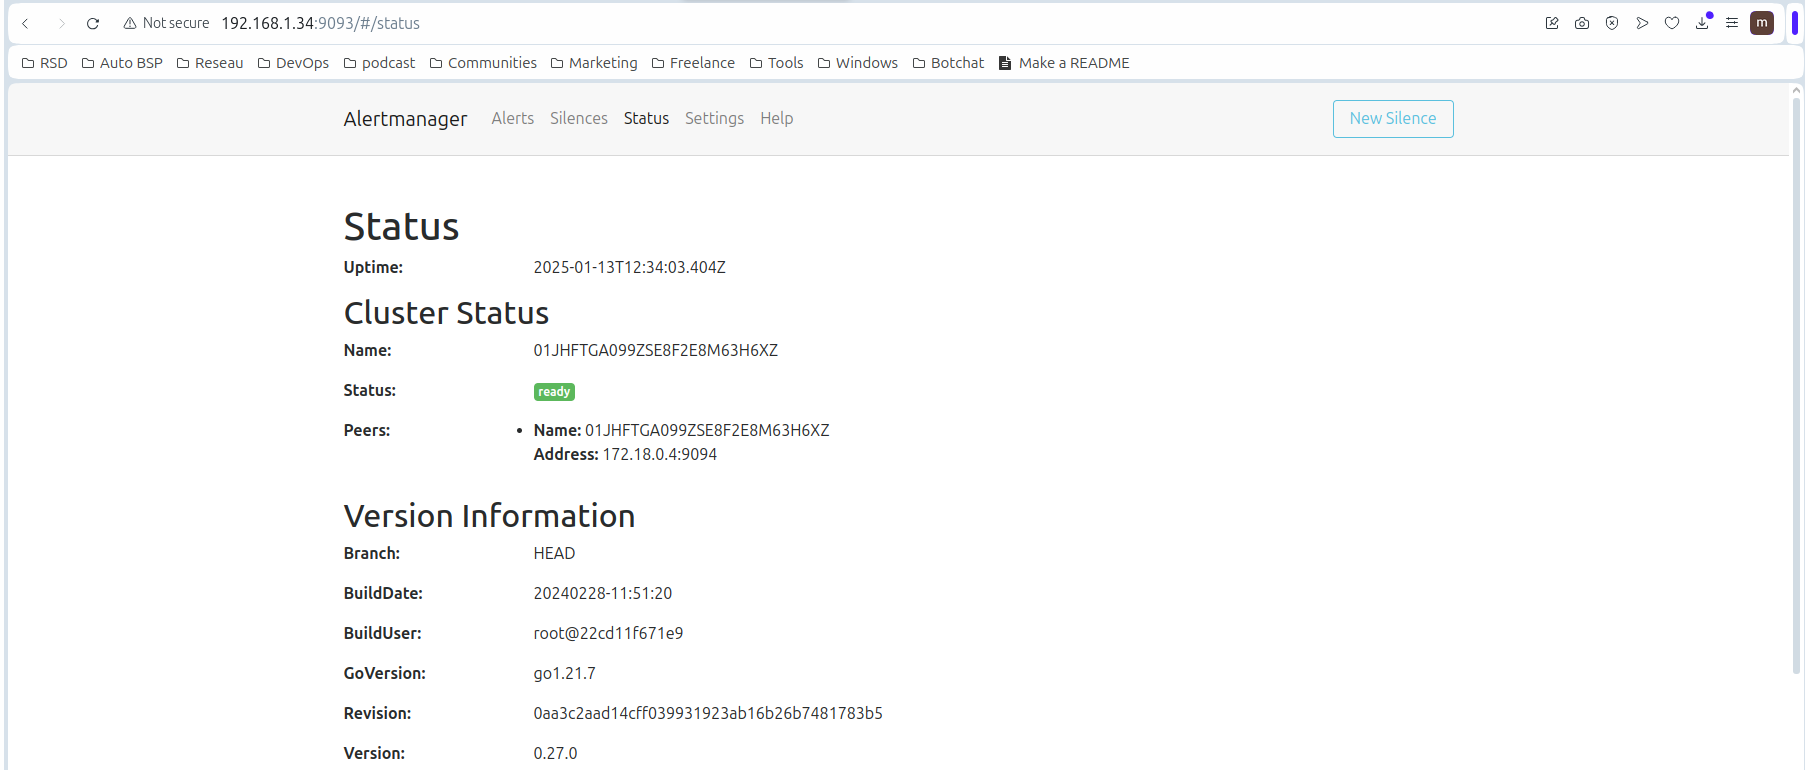 Not secure 192.168.1.34:9093/#/status
m
RSD Auto BSP Reseau DevOps podcast Communities Marketing Freelance Tools Windows Botchat Make a README
Alertmanager Alerts Silences Status Settings Help New Silence
Status
Uptime: 2025-01-13T12:34:03.404Z
Cluster Status
Name: 01JHFTGA099ZSE8F2E8M63H6XZ
Status: ready
Peers: • Name: 01JHFTGA099ZSE8F2E8M63H6XZ
Address: 172.18.0.4:9094
Version Information
Branch: HEAD
BuildDate: 20240228-11:51:20
BuildUser: root@22cd11f671e9
GoVersion: go1.21.7
Revision: 0aa3c2aad14cff039931923ab16b26b7481783b5
Version: 0.27.0